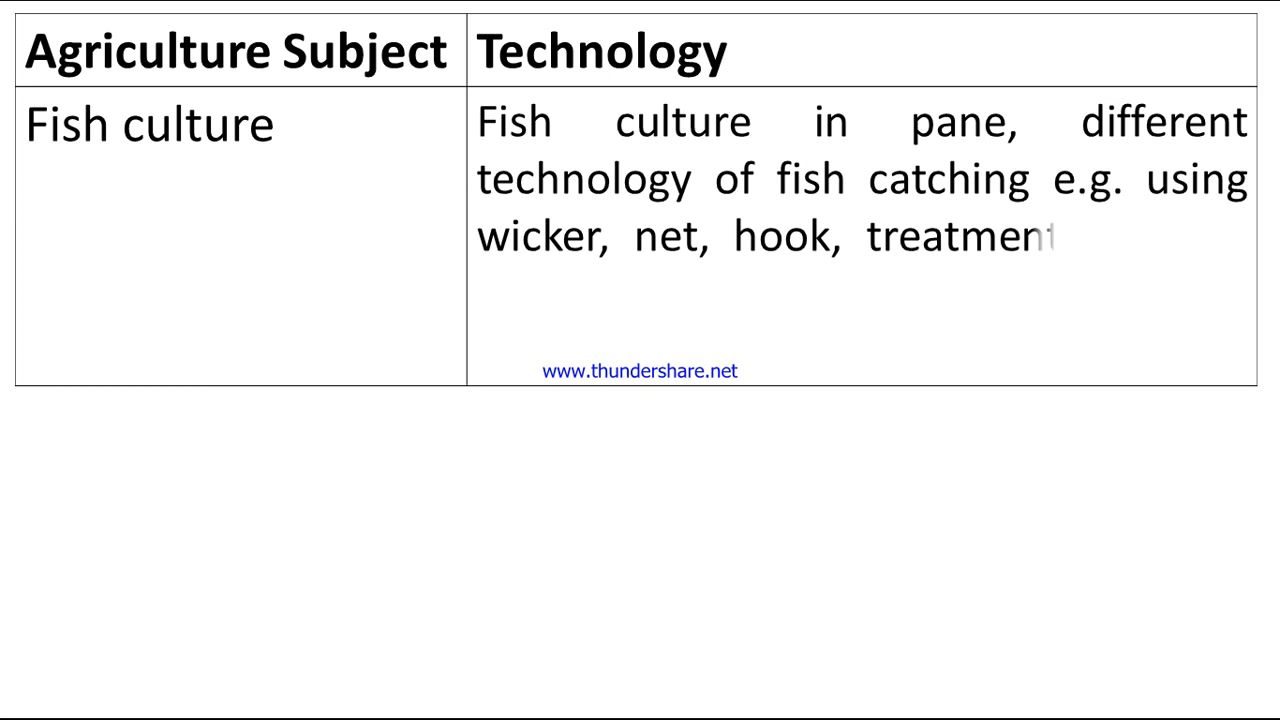 Agriculture Subject
Technology
Fish culture
Fish culture in pane, different
technology of fish catching e.g. using
wicker, net, hook, treatment
www.thundershare.net